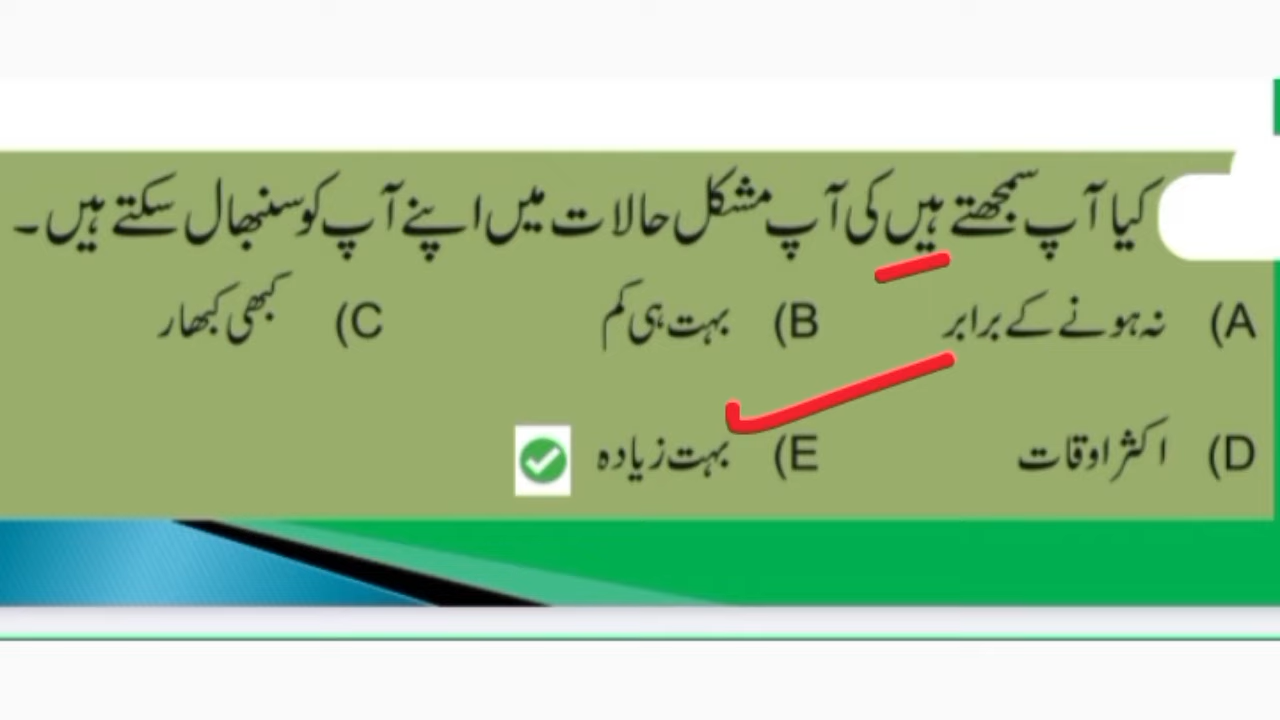 کیا آپ سمجھتے ہیں کی آپ مشکل حالات میں اپنے آپ کو سنبھال سکتے ہیں۔
(A نہ ہونے کے برابر (B بہت ہی کم (C کبھی کبھار
(D اکثر اوقات (E بہت زیادہ